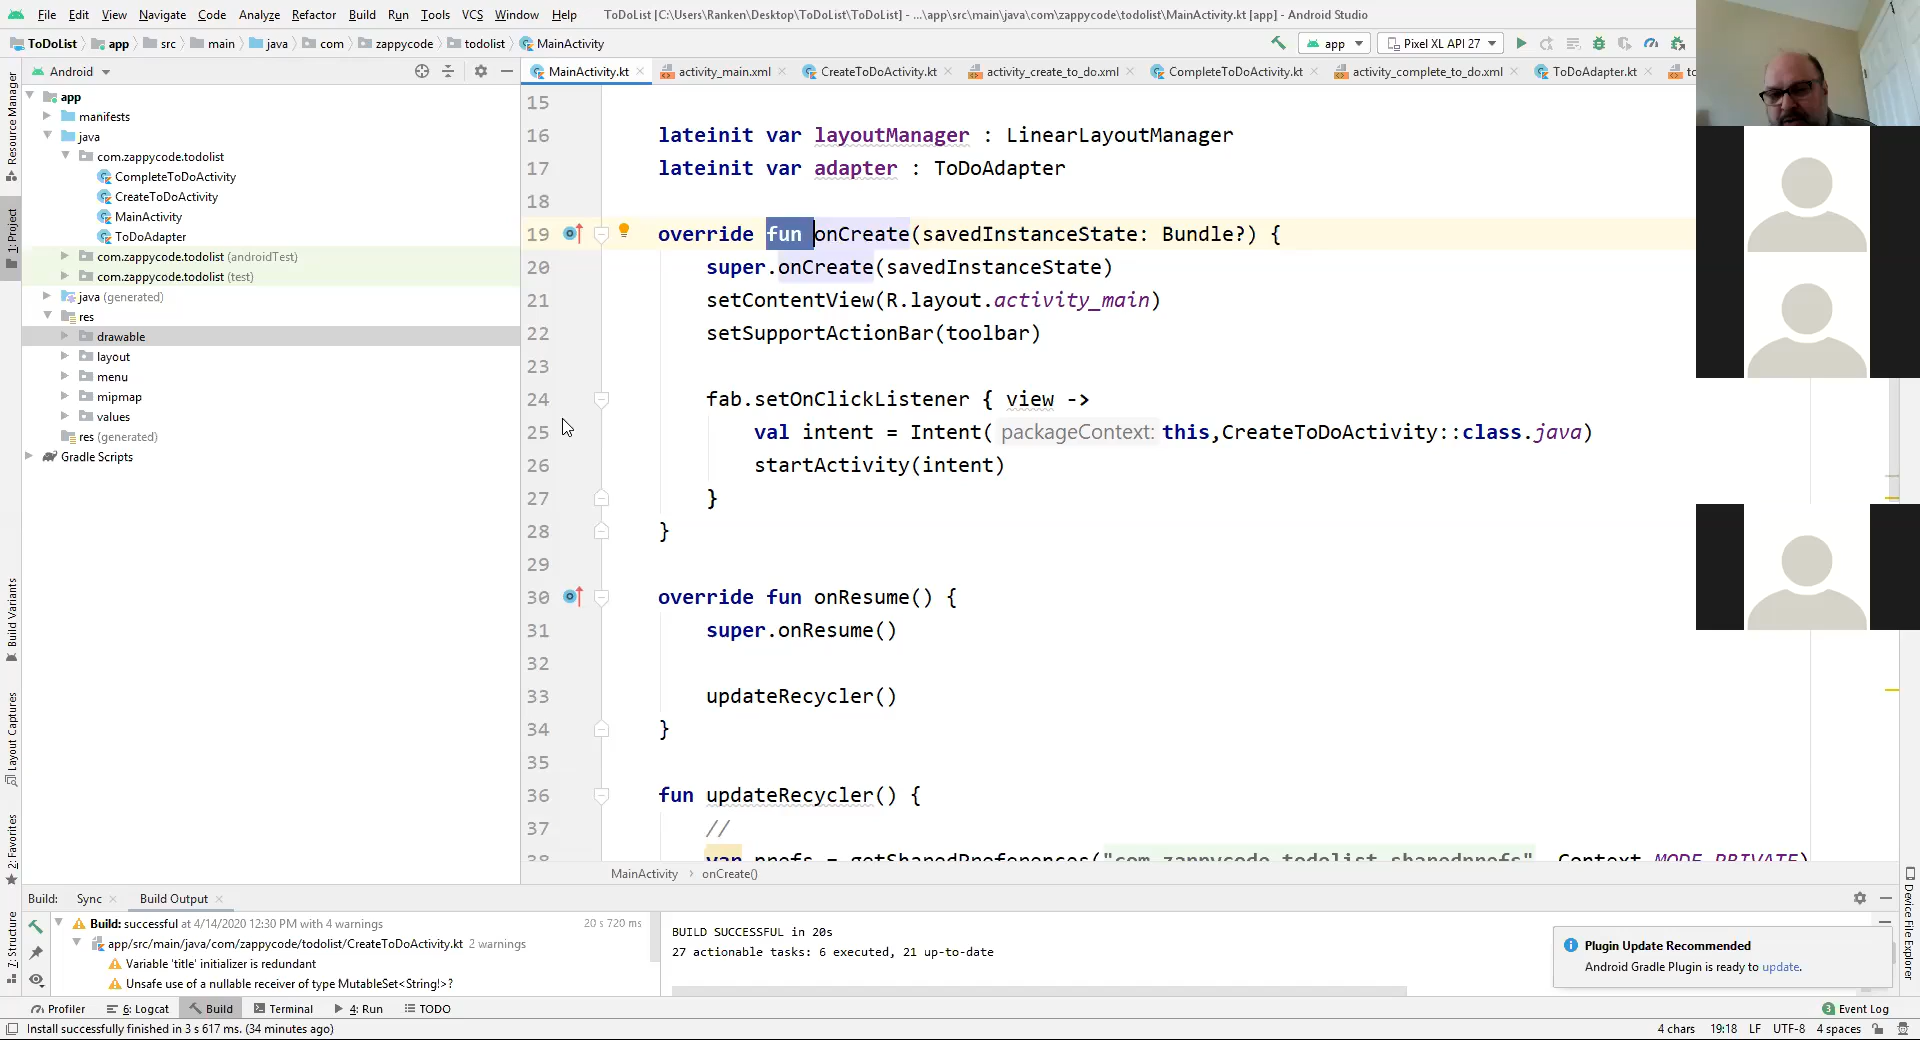 File Edit View Navigate Code Analyze Refactor Build Run Tools VCS Window Help ToDoList [C:\Users\Ranken\Desktop\ToDoList\ToDoList] - ...\app\src\main\java\com\zappycode\todolist\MainActivity.kt [app] - Android Studio
ToDoList app src main java com zappycode todolist MainActivity app Pixel XL API 27
Android
MainActivity.kt activity_main.xml CreateToDoActivity.kt activity_create_to_do.xml CompleteToDoActivity.kt activity_complete_to_do.xml ToDoAdapter.kt to
Resource Manager
1: Project
Build Variants
Layout Captures
2: Favorites
7: Structure
app
manifests
java
com.zappycode.todolist
CompleteToDoActivity
CreateToDoActivity
MainActivity
ToDoAdapter
com.zappycode.todolist (androidTest)
com.zappycode.todolist (test)
java (generated)
res
drawable
layout
menu
mipmap
values
res (generated)
Gradle Scripts
15
16 lateinit var layoutManager : LinearLayoutManager
17 lateinit var adapter : ToDoAdapter
18
19 override fun onCreate(savedInstanceState: Bundle?) {
20 super.onCreate(savedInstanceState)
21 setContentView(R.layout.activity_main)
22 setSupportActionBar(toolbar)
23
24 fab.setOnClickListener { view ->
25 val intent = Intent( packageContext: this,CreateToDoActivity::class.java)
26 startActivity(intent)
27 }
28 }
29
30 override fun onResume() {
31 super.onResume()
32
33 updateRecycler()
34 }
35
36 fun updateRecycler() {
37 //
38 var prefs = getSharedPreferences("com.zappycode.todolist.sharedprefs", Context.MODE_PRIVATE)
MainActivity › onCreate()
Device File Explorer
Build: Sync Build Output
Build: successful at 4/14/2020 12:30 PM with 4 warnings 20 s 720 ms
app/src/main/java/com/zappycode/todolist/CreateToDoActivity.kt 2 warnings
Variable 'title' initializer is redundant
Unsafe use of a nullable receiver of type MutableSet<String!>?
BUILD SUCCESSFUL in 20s
27 actionable tasks: 6 executed, 21 up-to-date
Plugin Update Recommended
Android Gradle Plugin is ready to update.
Profiler 6: Logcat Build Terminal 4: Run TODO 3 Event Log
Install successfully finished in 3 s 617 ms. (34 minutes ago) 4 chars 19:18 LF UTF-8 4 spaces